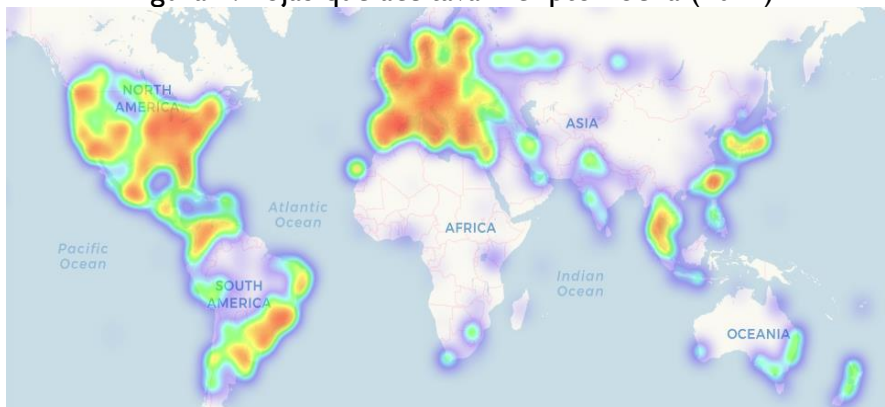 NORTH
AMERICA
ASIA
Atlantic
Ocean
AFRICA
Pacific
Ocean
Indian
Ocean
SOUTH
AMERICA
OCEANIA